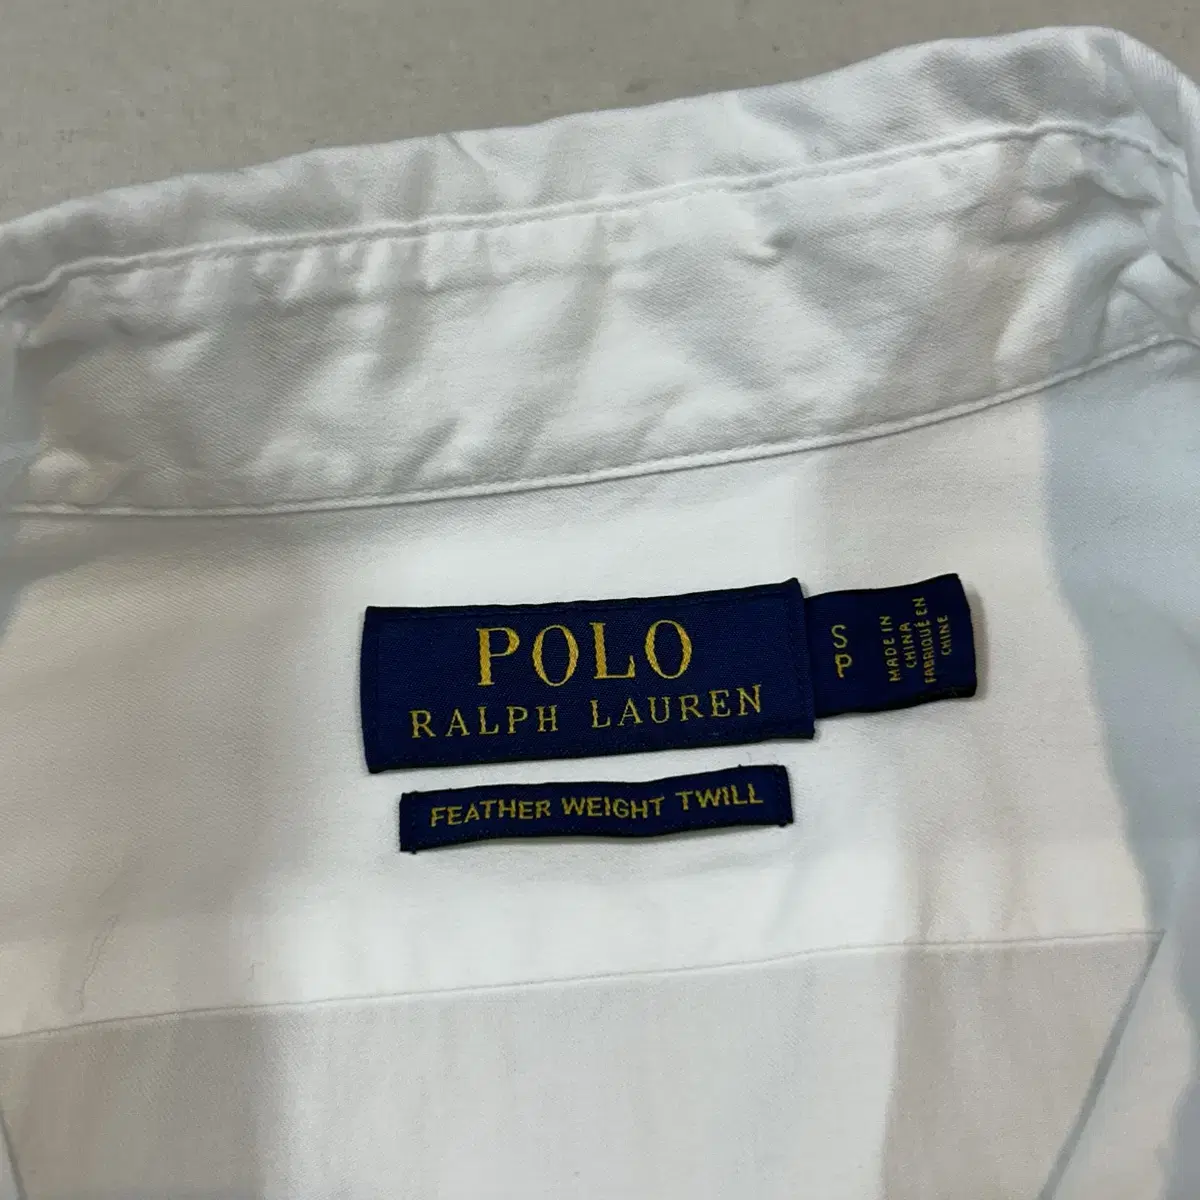 POLO
RALPH LAUREN
S
P
MADE IN
CHINA
FABRIQUÉ EN
CHINE
FEATHER WEIGHT TWILL